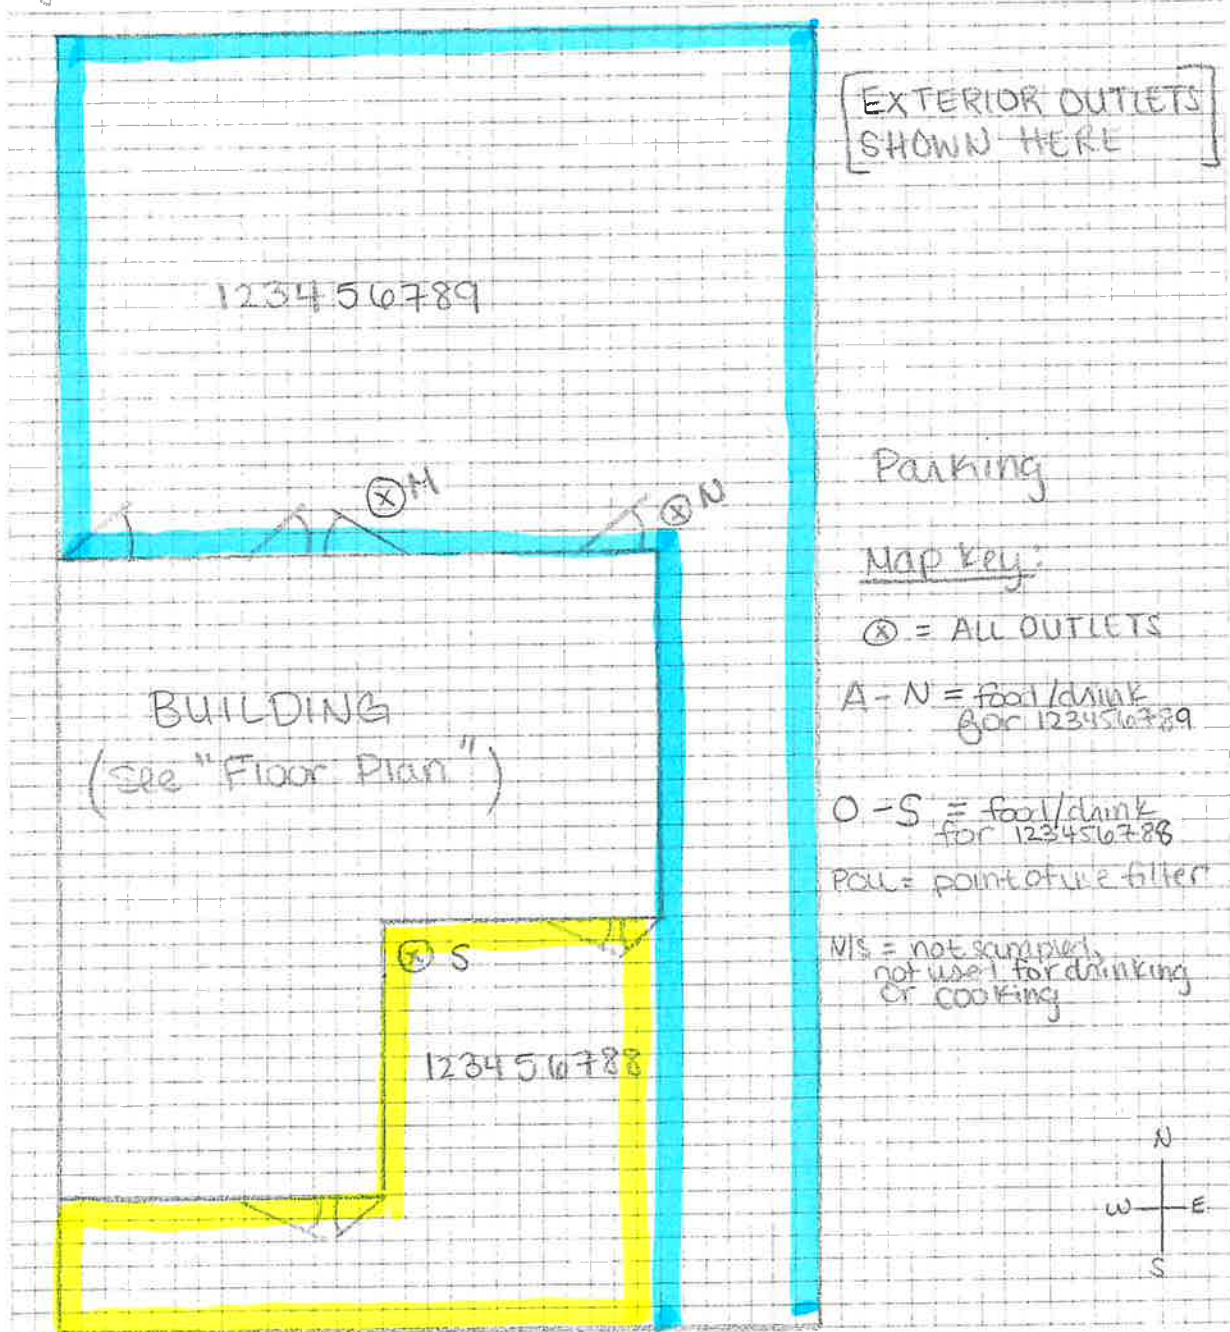 [EXTERIOR OUTLETS
SHOWN HERE]
123456789
Ⓧ M
Ⓧ N
Parking
Map Key:
Ⓧ = ALL OUTLETS
A - N = food/drink
for 123456789
BUILDING
(see "Floor Plan")
O - S = food/drink
for 123456788
POU = point of use filter
N/S = not sampled,
not used for drinking
or cooking
Ⓧ S
123456788
N
W E
S